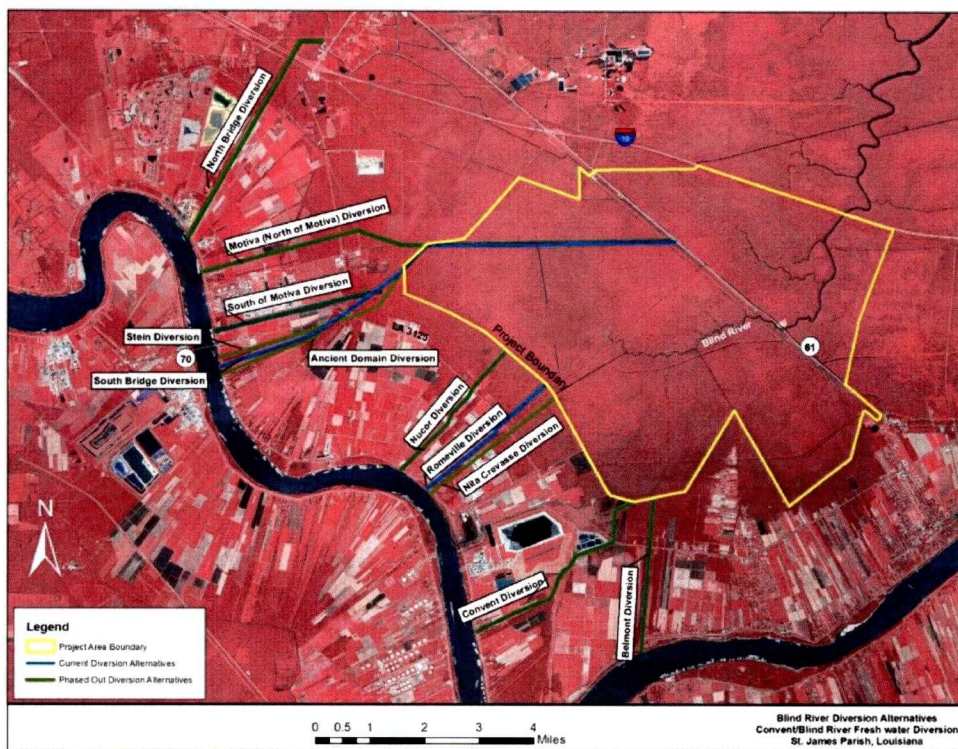 North Bridge Diversion
10
Motiva (North of Motiva) Diversion
South of Motiva Diversion
Stein Diversion
70
South Bridge Diversion
LA 3125
Ancient Domain Diversion
Project Boundary
Blind River
61
Nucor Diversion
Romeville Diversion
Nita Crevasse Diversion
Convent Diversion
Belmont Diversion
N
Legend
Project Area Boundary
Current Diversion Alternatives
Phased Out Diversion Alternatives
0 0.5 1 2 3 4
Miles
Blind River Diversion Alternatives
Convent/Blind River Fresh water Diversion
St. James Parish, Louisiana